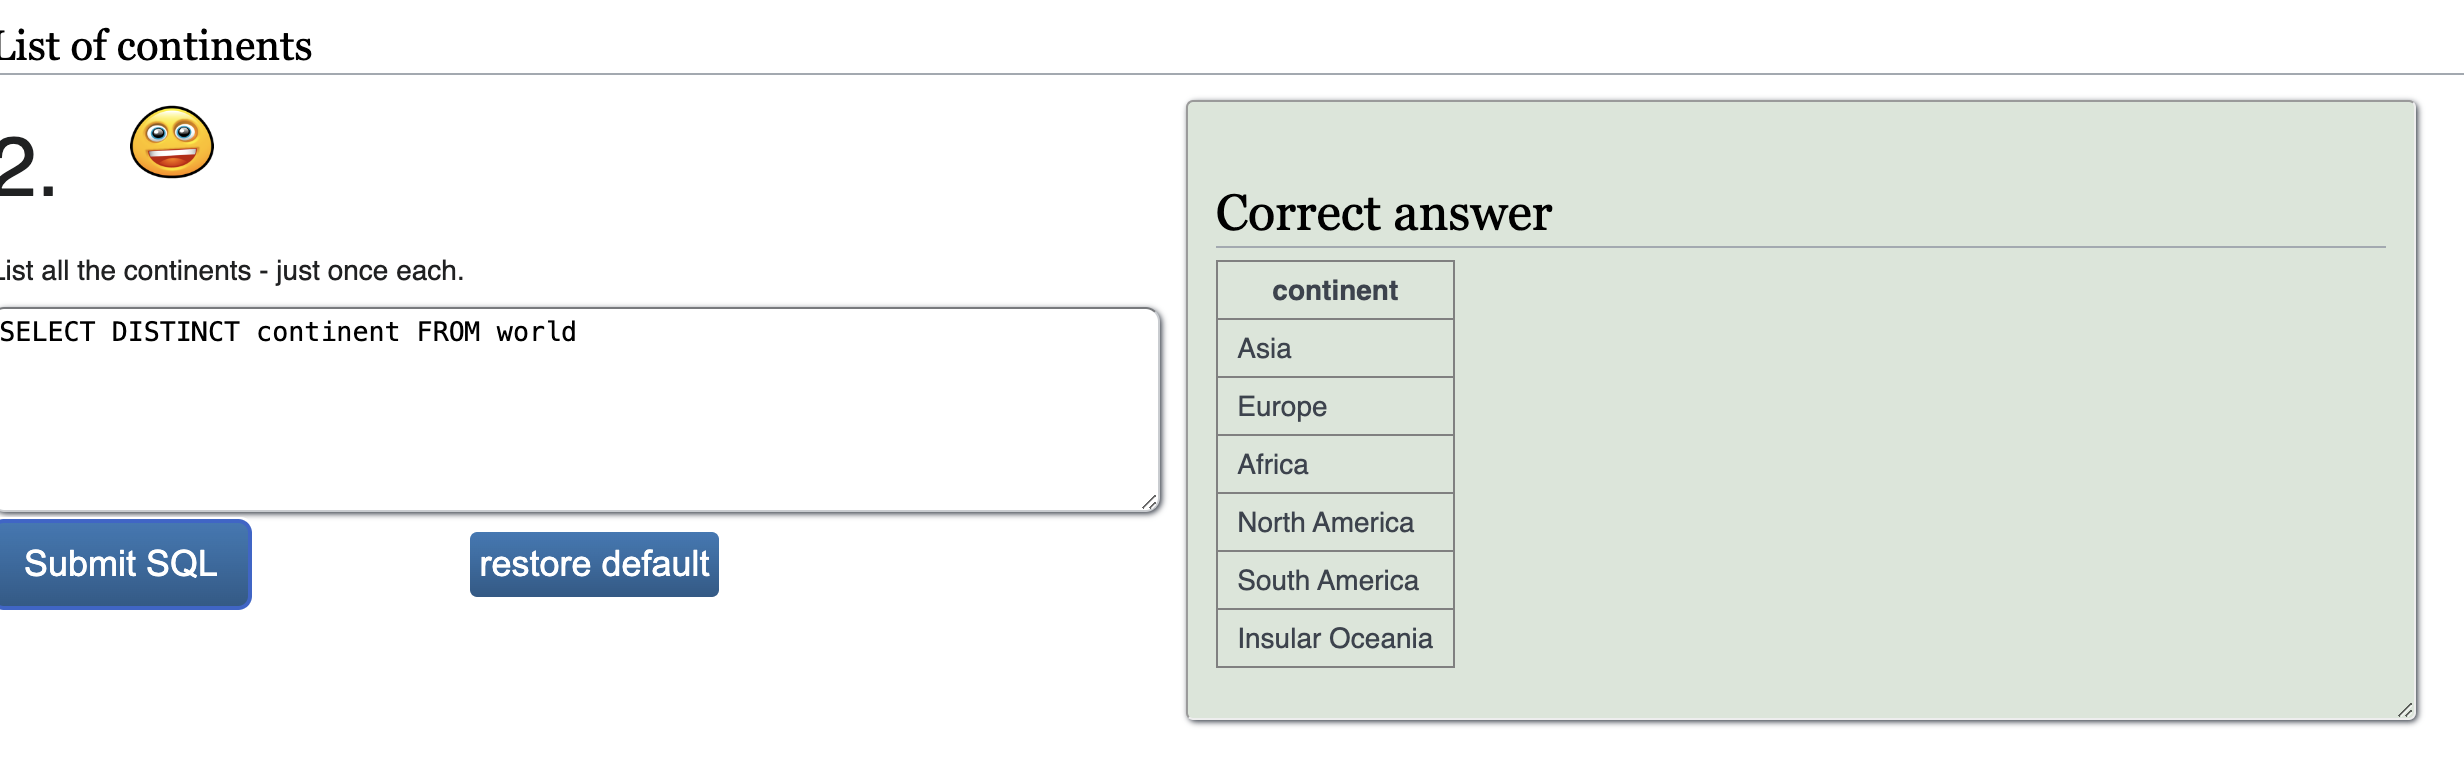 List of continents
2.
List all the continents - just once each.
SELECT DISTINCT continent FROM world
Submit SQL
restore default
Correct answer
continent
Asia
Europe
Africa
North America
South America
Insular Oceania